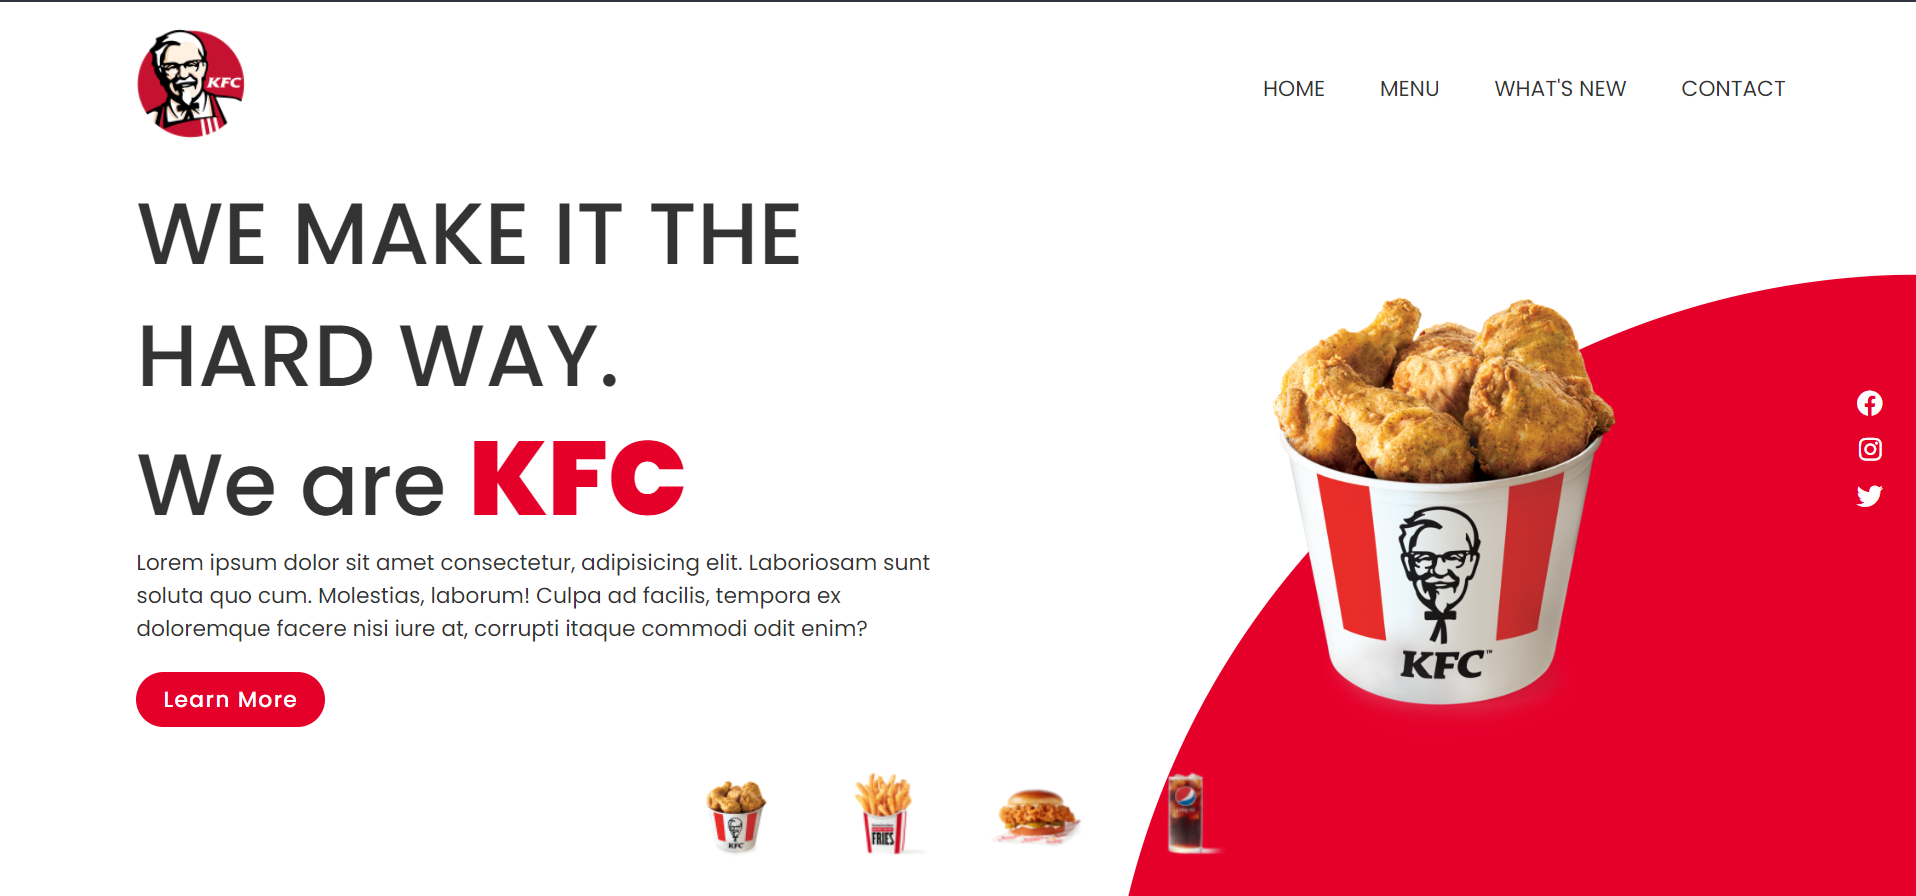 KFC
HOME MENU WHAT'S NEW CONTACT
WE MAKE IT THE
HARD WAY.
We are KFC
Lorem ipsum dolor sit amet consectetur, adipisicing elit. Laboriosam sunt
soluta quo cum. Molestias, laborum! Culpa ad facilis, tempora ex
doloremque facere nisi iure at, corrupti itaque commodi odit enim?
Learn More
KFC™
KFC
FRIES